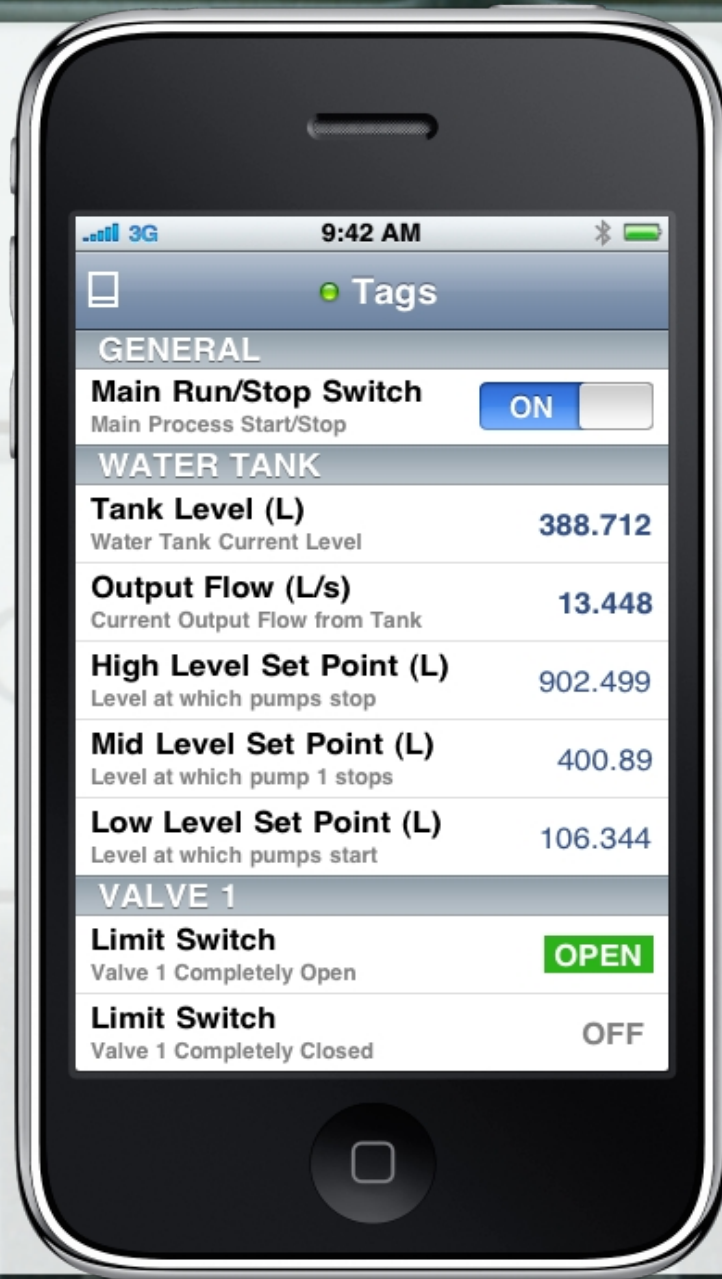 3G 9:42 AM
Tags
GENERAL
Main Run/Stop Switch ON
Main Process Start/Stop
WATER TANK
Tank Level (L) 388.712
Water Tank Current Level
Output Flow (L/s) 13.448
Current Output Flow from Tank
High Level Set Point (L) 902.499
Level at which pumps stop
Mid Level Set Point (L) 400.89
Level at which pump 1 stops
Low Level Set Point (L) 106.344
Level at which pumps start
VALVE 1
Limit Switch OPEN
Valve 1 Completely Open
Limit Switch OFF
Valve 1 Completely Closed